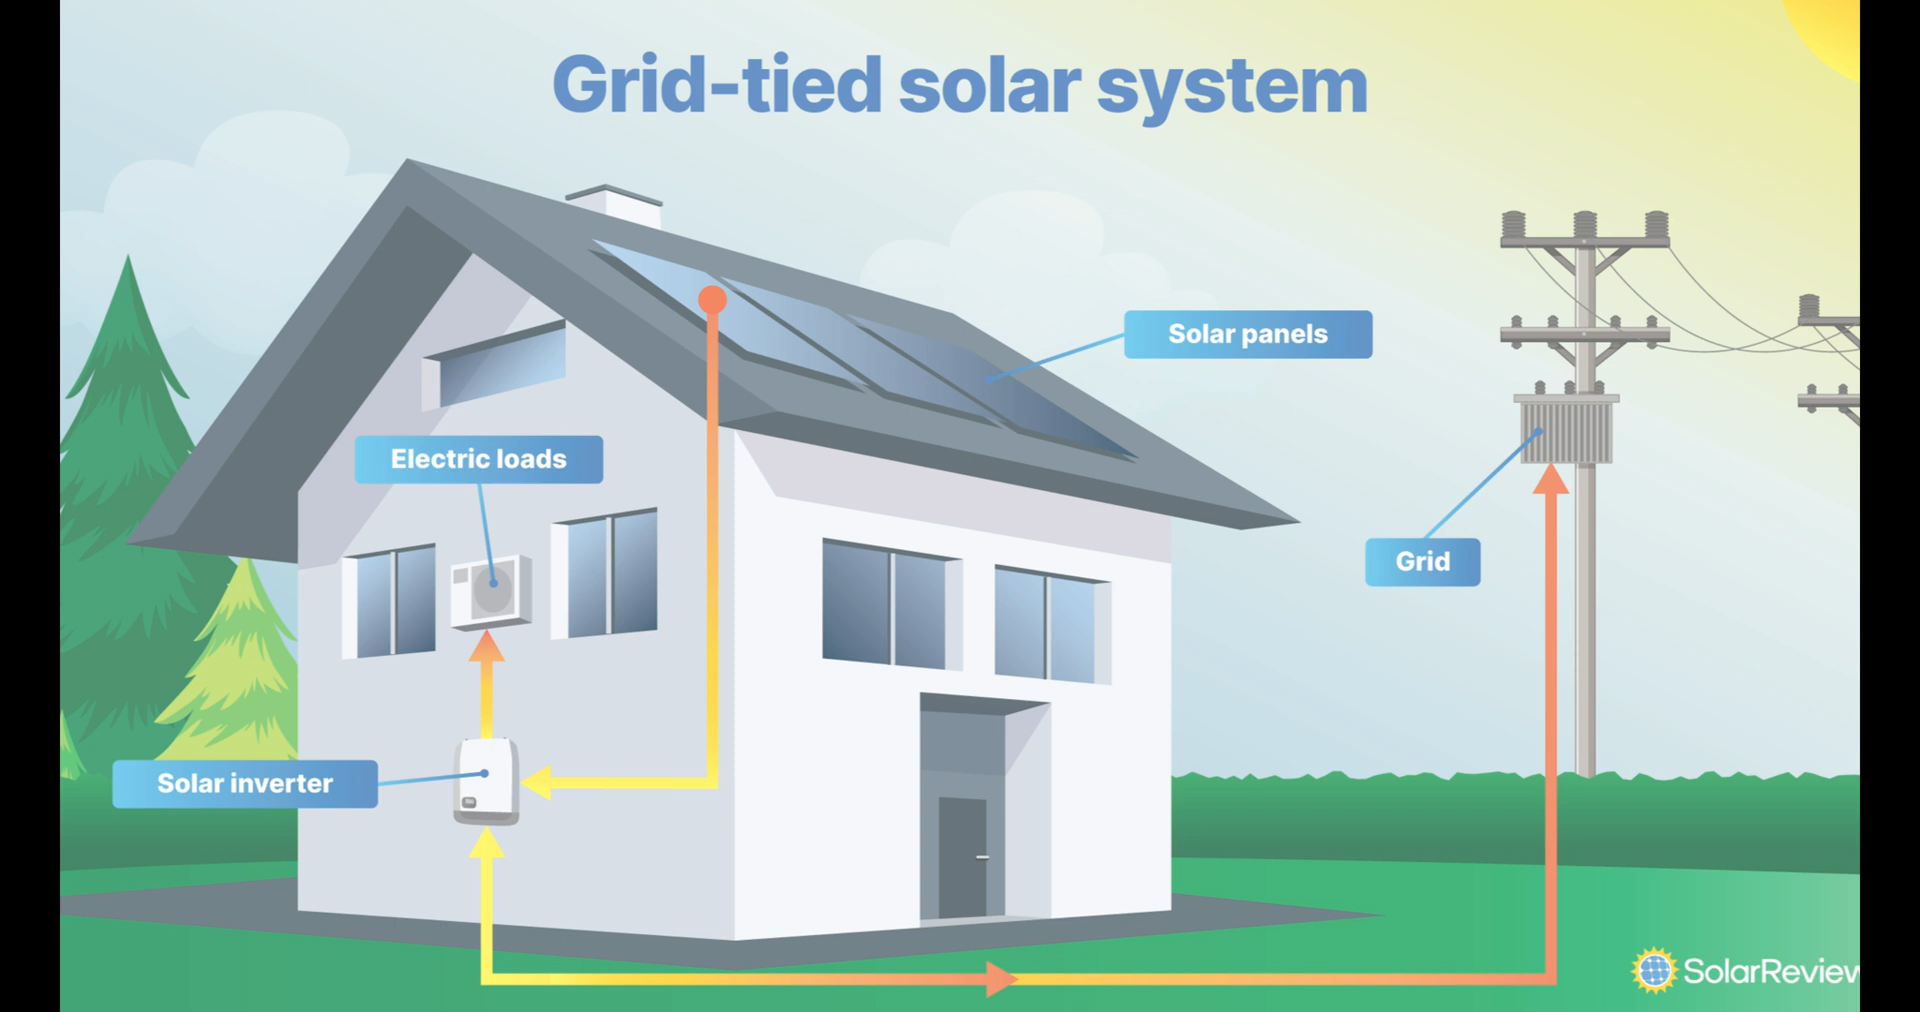 Grid-tied solar system
Solar panels
Electric loads
Grid
Solar inverter
SolarReview